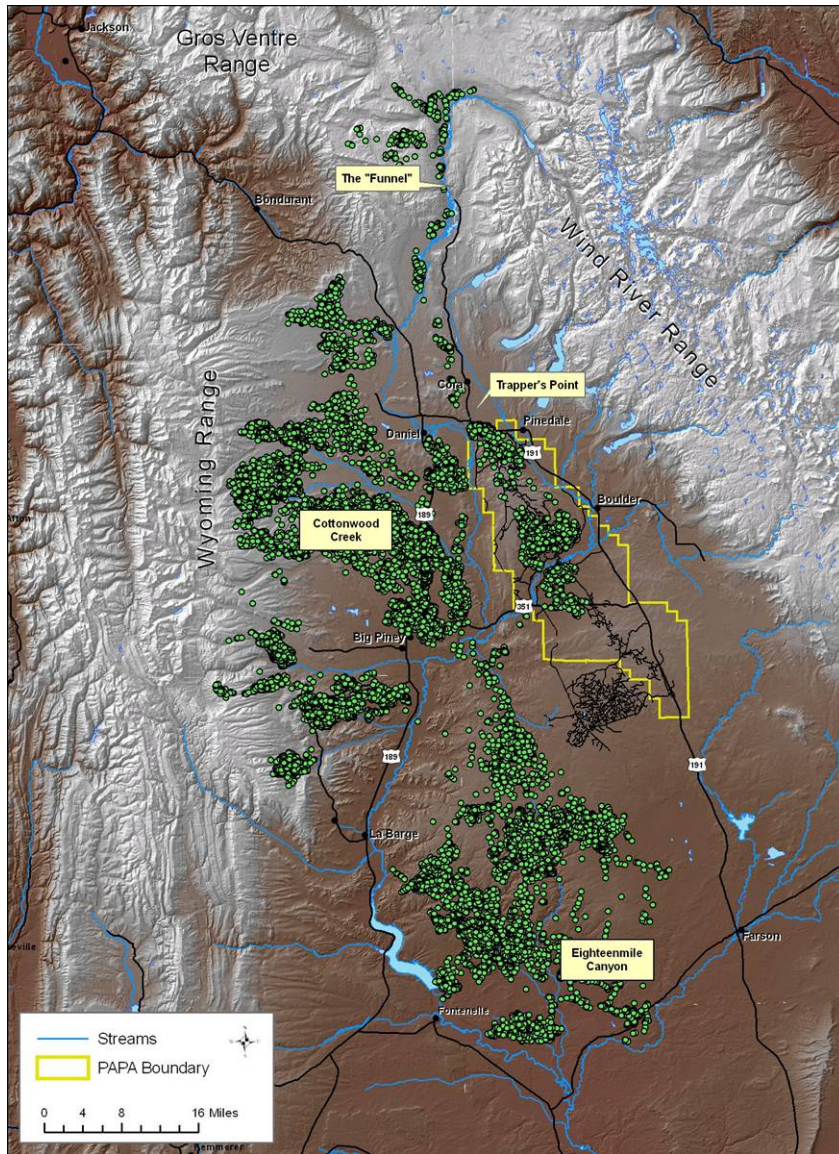 Jackson
Gros Ventre
Range
The "Funnel"
Bondurant
Wind River Range
Cora
Trapper's Point
Wyoming Range
Daniel
Pinedale
191
Boulder
Cottonwood
Creek
189
351
Big Piney
189
191
La Barge
Farson
Eighteenmile
Canyon
Fontenelle
Streams
PAPA Boundary
0 4 8 16 Miles
Kemmerer